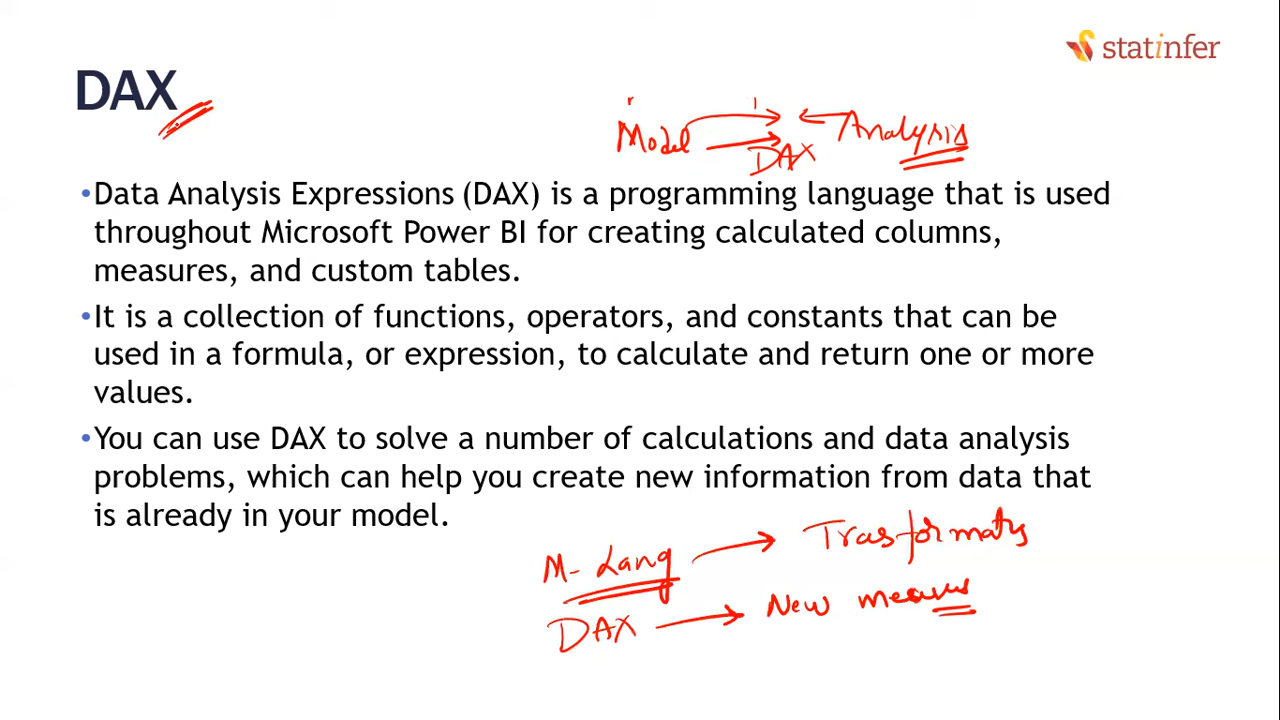 statinfer
DAX
Model DAX Analysis
•Data Analysis Expressions (DAX) is a programming language that is used
throughout Microsoft Power BI for creating calculated columns,
measures, and custom tables.
•It is a collection of functions, operators, and constants that can be
used in a formula, or expression, to calculate and return one or more
values.
•You can use DAX to solve a number of calculations and data analysis
problems, which can help you create new information from data that
is already in your model.
M- Lang
DAX New